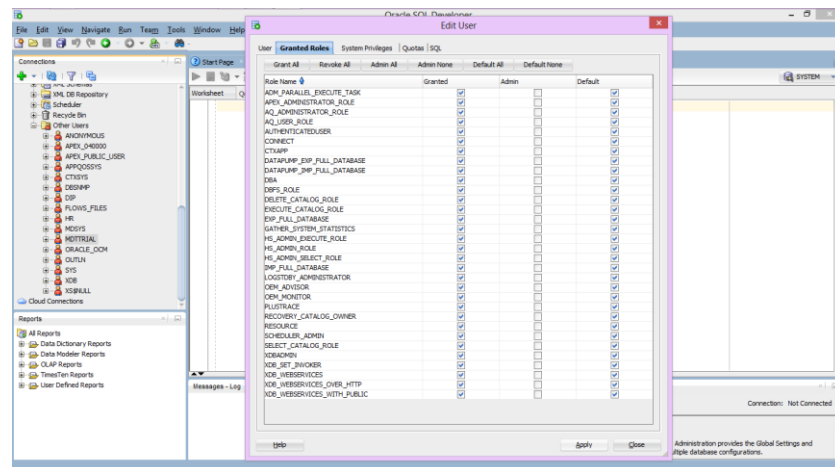 Oracle SQL Developer
File Edit View Navigate Run Team Tools Window Help
Connections
XML Schemas
XML DB Repository
Scheduler
Recycle Bin
Other Users
ANONYMOUS
APEX_040000
APEX_PUBLIC_USER
APPQOSSYS
CTXSYS
DBSNMP
DIP
FLOWS_FILES
HR
MDSYS
MDTTRIAL
ORACLE_OCM
OUTLN
SYS
XDB
XS$NULL
Cloud Connections
Reports
All Reports
Data Dictionary Reports
Data Modeler Reports
OLAP Reports
TimesTen Reports
User Defined Reports
Start Page
Worksheet
Messages - Log
Edit User
User Granted Roles System Privileges Quotas SQL
Grant All Revoke All Admin All Admin None Default All Default None
Role Name Granted Admin Default
ADM_PARALLEL_EXECUTE_TASK
APEX_ADMINISTRATOR_ROLE
AQ_ADMINISTRATOR_ROLE
AQ_USER_ROLE
AUTHENTICATEDUSER
CONNECT
CTXAPP
DATAPUMP_EXP_FULL_DATABASE
DATAPUMP_IMP_FULL_DATABASE
DBA
DBFS_ROLE
DELETE_CATALOG_ROLE
EXECUTE_CATALOG_ROLE
EXP_FULL_DATABASE
GATHER_SYSTEM_STATISTICS
HS_ADMIN_EXECUTE_ROLE
HS_ADMIN_ROLE
HS_ADMIN_SELECT_ROLE
IMP_FULL_DATABASE
LOGSTDBY_ADMINISTRATOR
OEM_ADVISOR
OEM_MONITOR
PLUSTRACE
RECOVERY_CATALOG_OWNER
RESOURCE
SCHEDULER_ADMIN
SELECT_CATALOG_ROLE
XDBADMIN
XDB_SET_INVOKER
XDB_WEBSERVICES
XDB_WEBSERVICES_OVER_HTTP
XDB_WEBSERVICES_WITH_PUBLIC
Help Apply Close
SYSTEM
Connection: Not Connected
Administration provides the Global Settings and
multiple database configurations.